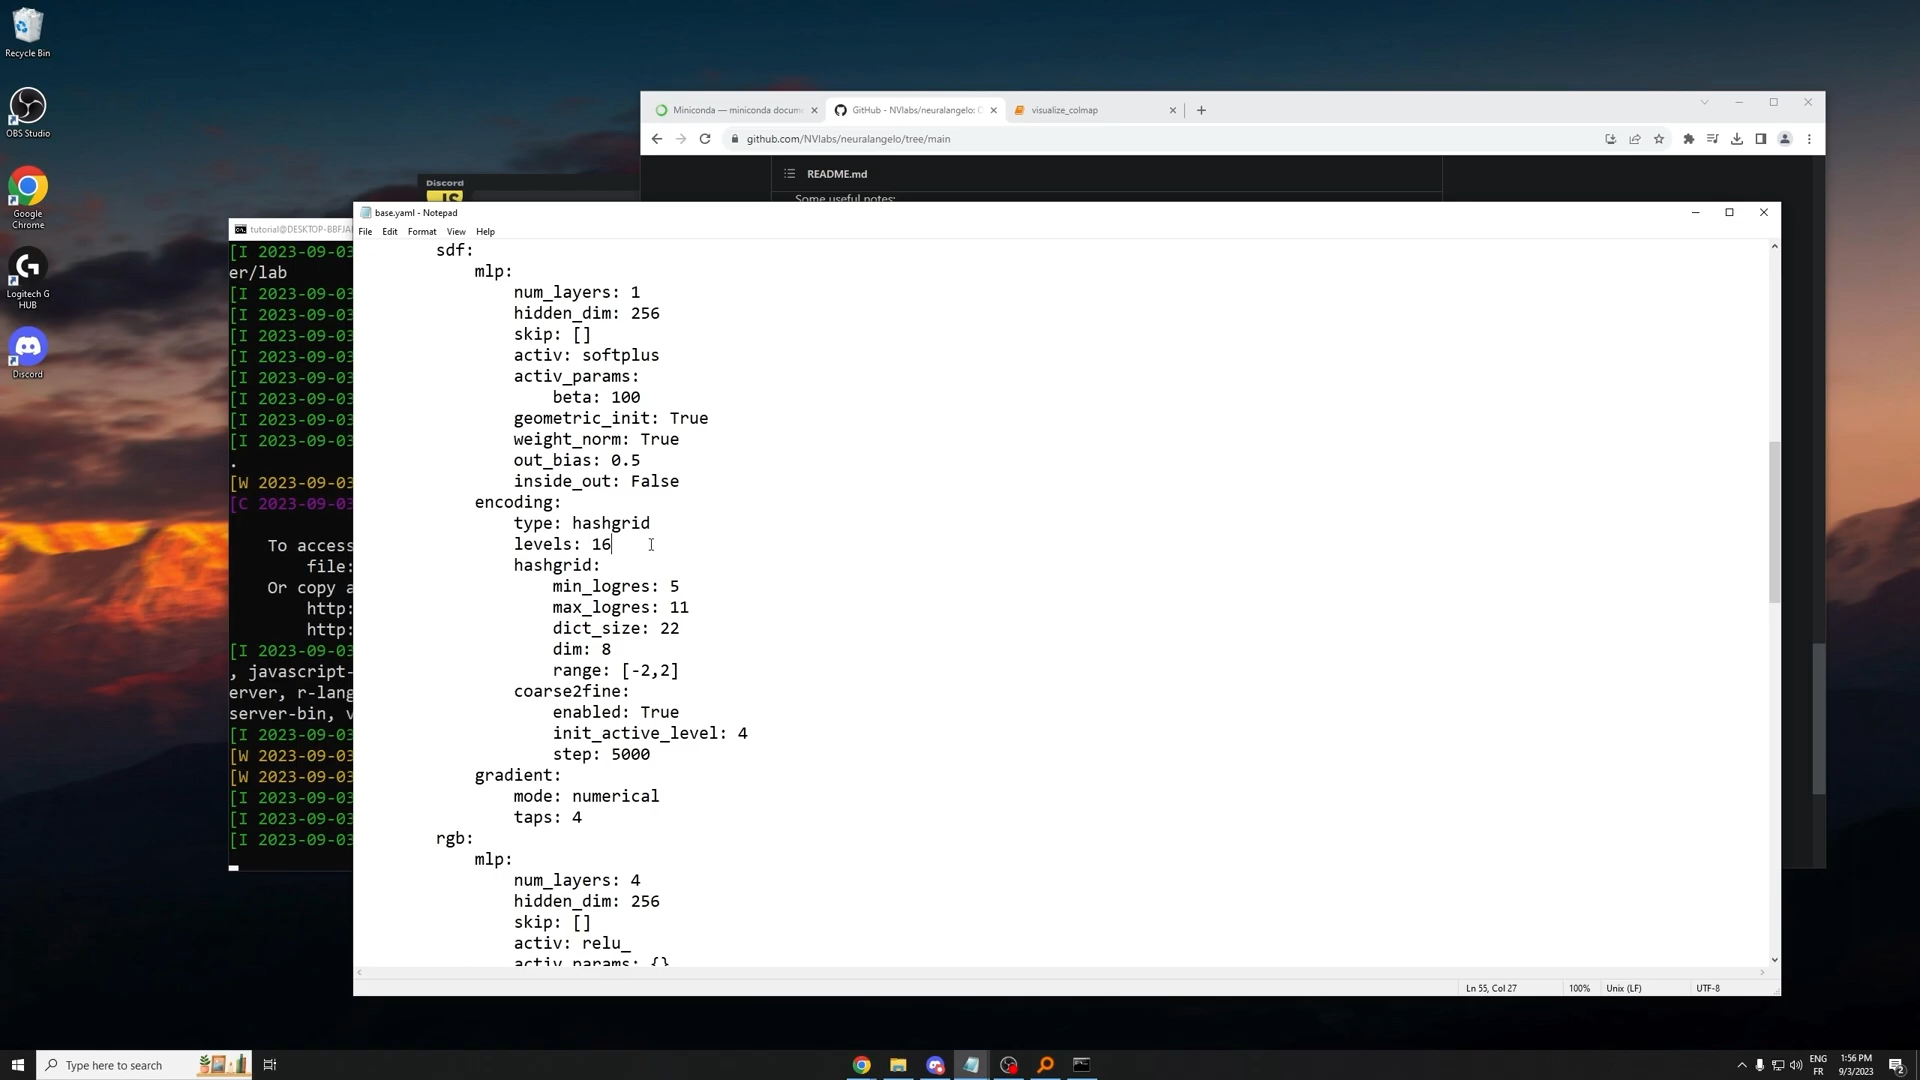 Recycle Bin
OBS Studio
Google
Chrome
Logitech G
HUB
Discord
Miniconda — miniconda docum
GitHub - NVlabs/neuralangelo:
visualize_colmap
github.com/NVlabs/neuralangelo/tree/main
README.md
Some useful notes:
Discord
JS
tutorial@DESKTOP-BBFJA
[I 2023-09-03
er/lab
[I 2023-09-03
[I 2023-09-03
[I 2023-09-03
[I 2023-09-03
[I 2023-09-03
[I 2023-09-03
[I 2023-09-03
[I 2023-09-03
.
[W 2023-09-03
[C 2023-09-03
To access
file:
Or copy a
http:
http:
[I 2023-09-03
, javascript-
erver, r-lang
server-bin, v
[I 2023-09-03
[W 2023-09-03
[W 2023-09-03
[I 2023-09-03
[I 2023-09-03
[I 2023-09-03
base.yaml - Notepad
File Edit Format View Help
sdf:
mlp:
num_layers: 1
hidden_dim: 256
skip: []
activ: softplus
activ_params:
beta: 100
geometric_init: True
weight_norm: True
out_bias: 0.5
inside_out: False
encoding:
type: hashgrid
levels: 16
hashgrid:
min_logres: 5
max_logres: 11
dict_size: 22
dim: 8
range: [-2,2]
coarse2fine:
enabled: True
init_active_level: 4
step: 5000
gradient:
mode: numerical
taps: 4
rgb:
mlp:
num_layers: 4
hidden_dim: 256
skip: []
activ: relu_
activ_params: {}
Ln 55, Col 27 100% Unix (LF) UTF-8
Type here to search
ENG
FR
1:56 PM
9/3/2023
2